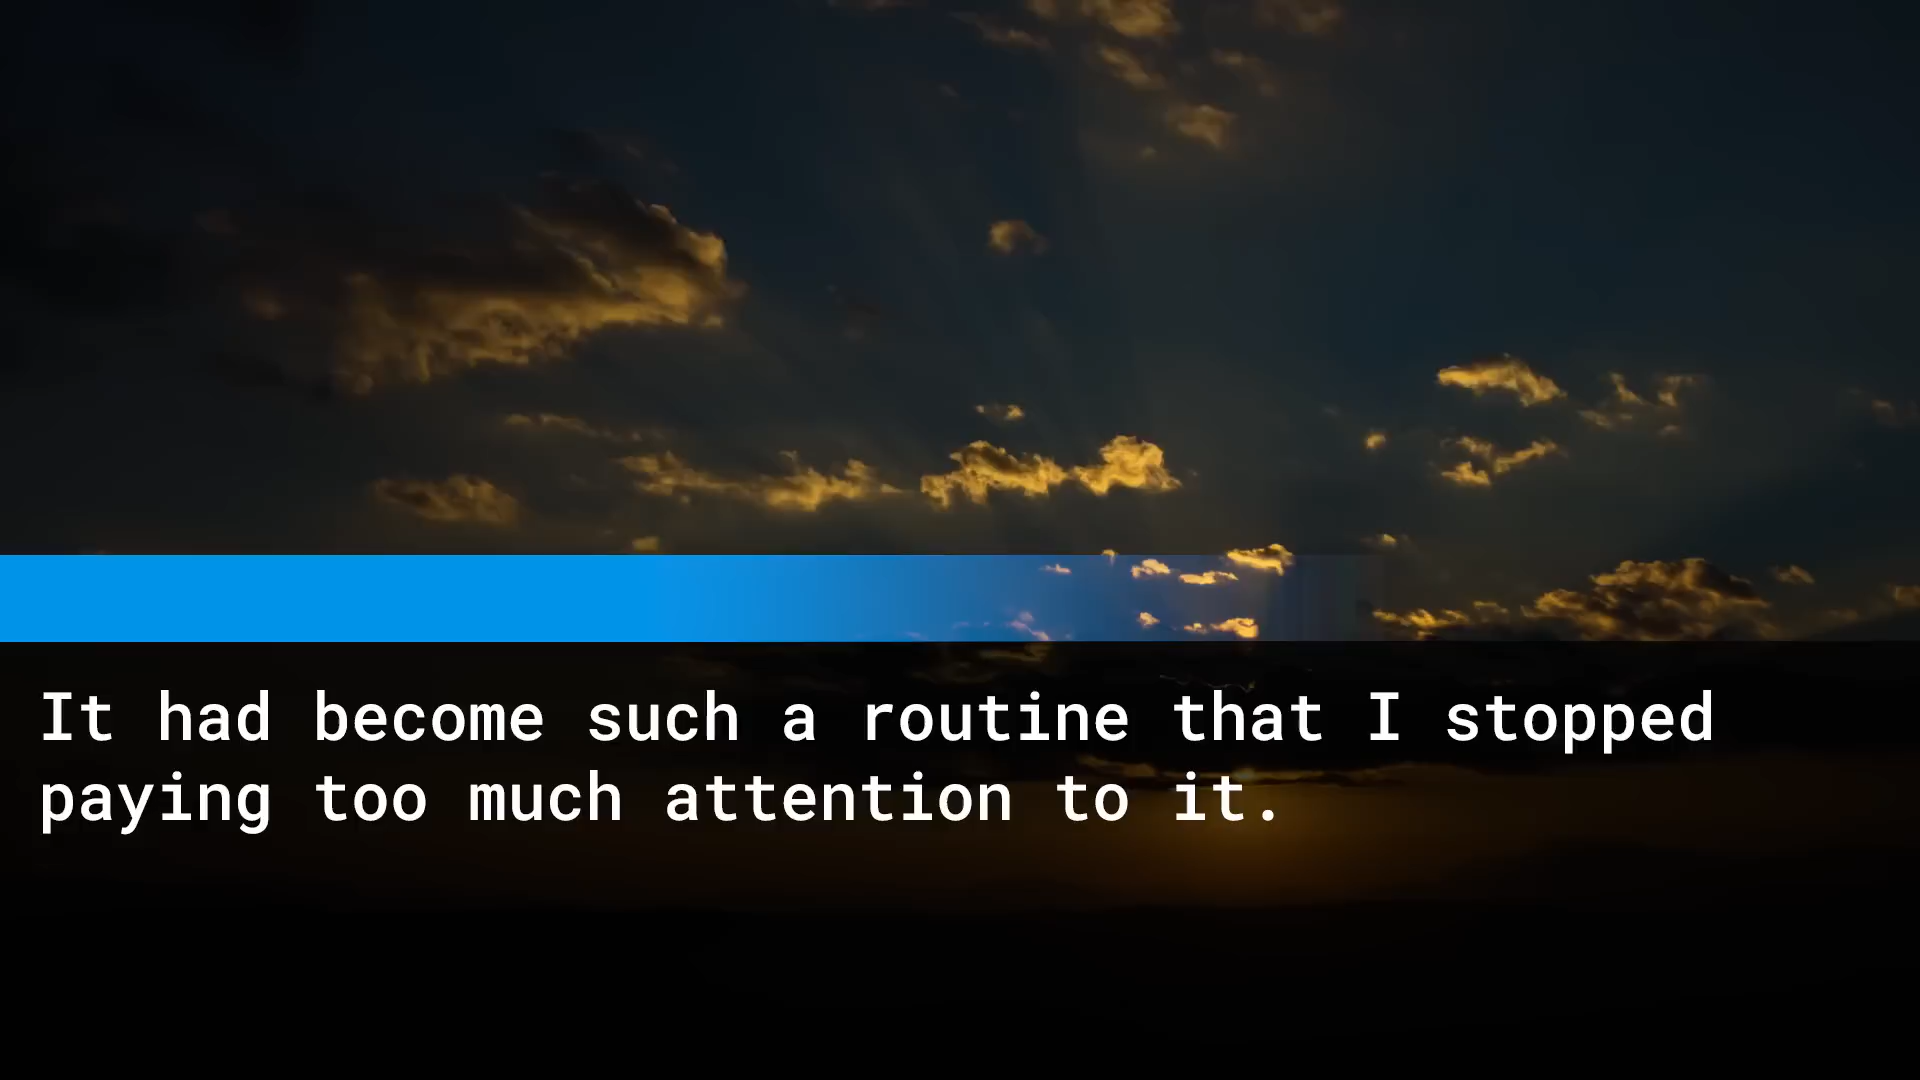 It had become such a routine that I stopped
paying too much attention to it.